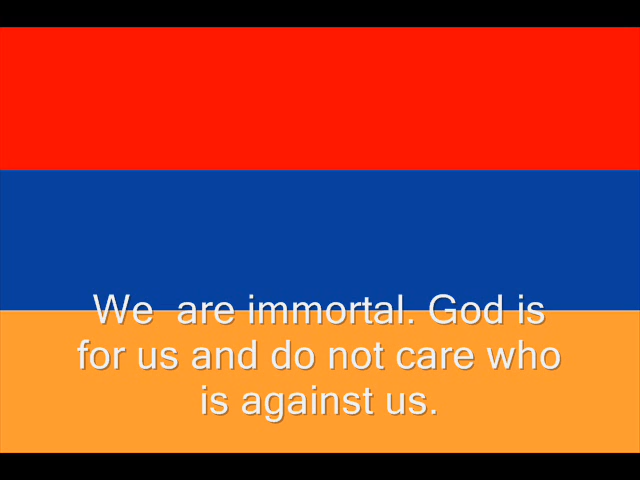 We  are immortal. God is
for us and do not care who
is against us.